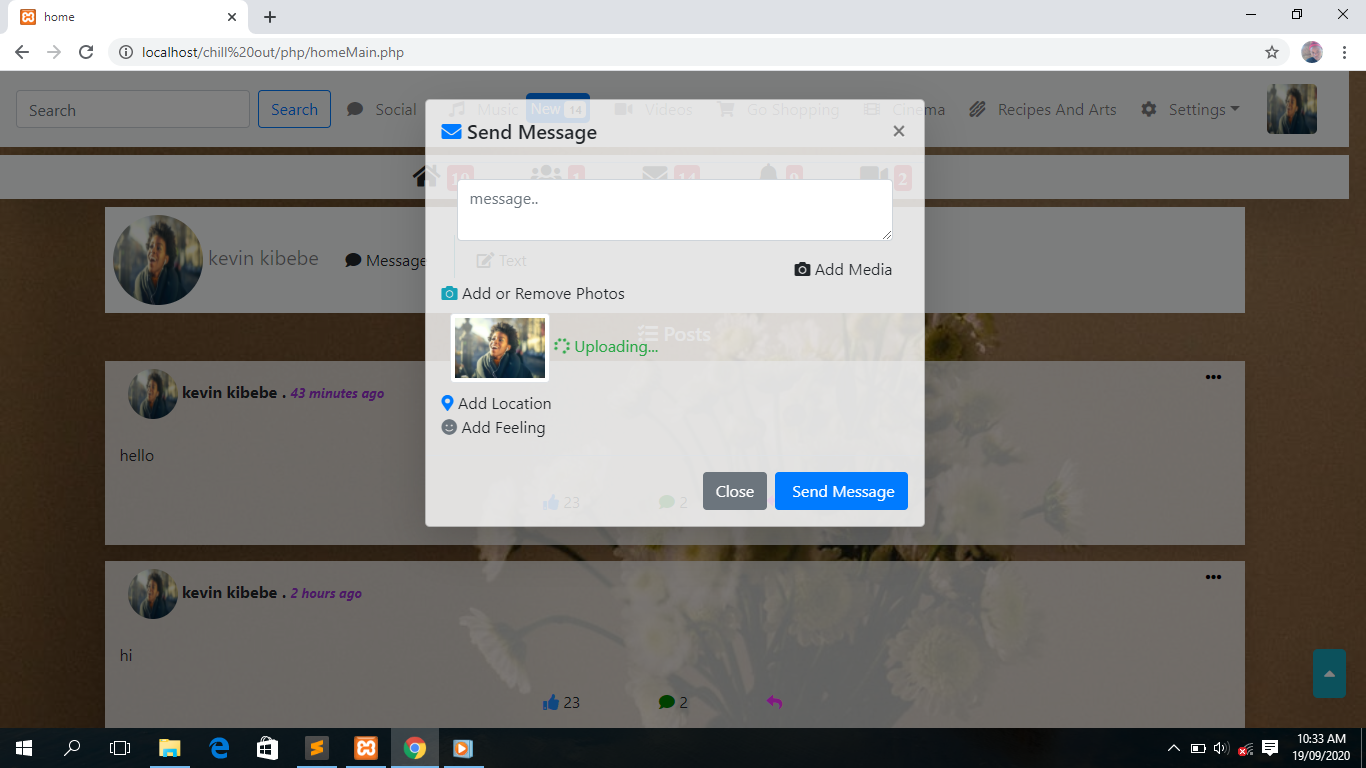 home
localhost/chill%20out/php/homeMain.php
Search Search Social Music New 14 Videos Go Shopping Cinema Recipes And Arts Settings
Send Message
10 1 14 0 2
message..
kevin kibebe Message Text
Add Media
Add or Remove Photos
Posts
Uploading...
kevin kibebe . 43 minutes ago
Add Location
Add Feeling
hello
Close Send Message
23 2
kevin kibebe . 2 hours ago
hi
23 2
10:33 AM
19/09/2020